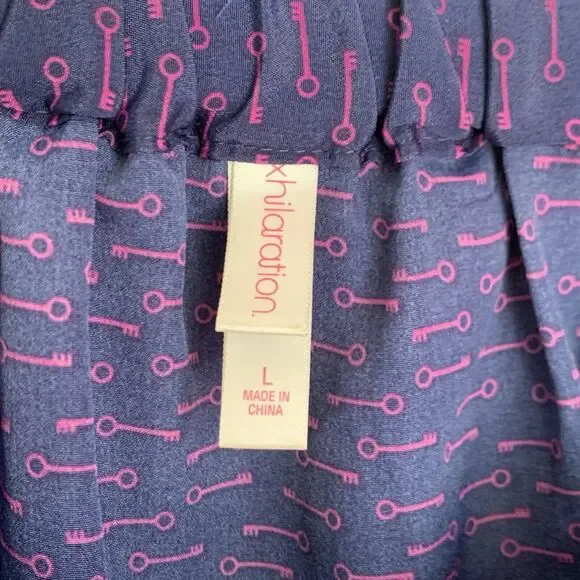 xhilaration.
L
MADE IN
CHINA